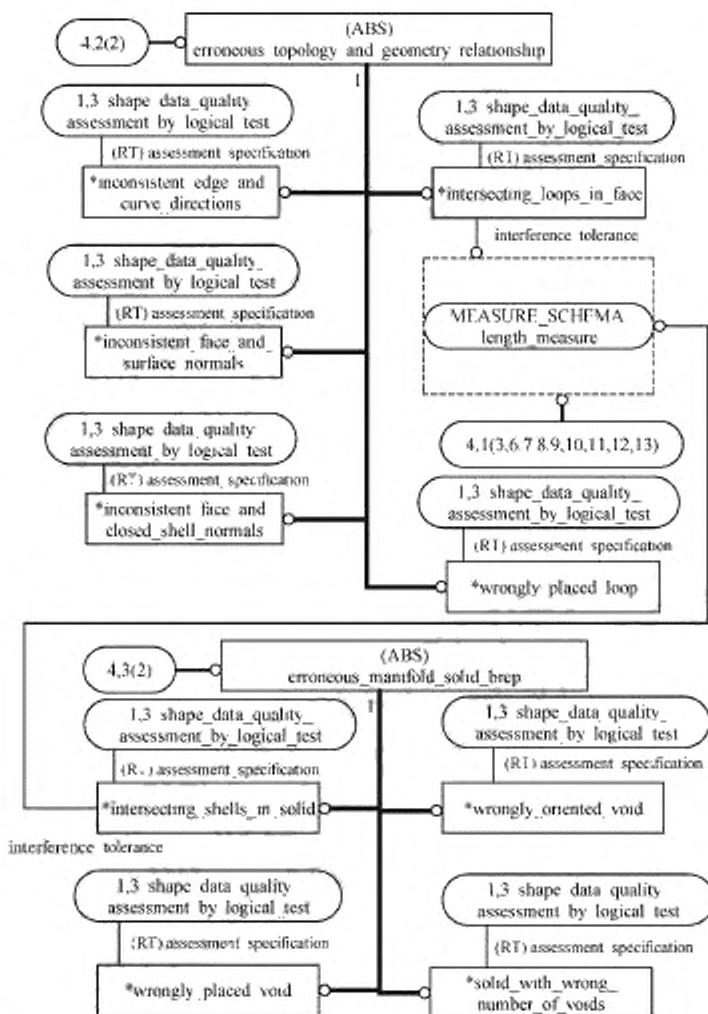 4,2(2)
(ABS)
erroneous topology and geometry relationship
1
1,3 shape data_quality
assessment by logical test
(RT) assessment specification
*inconsistent edge and
curve directions
1,3 shape_data_quality_
assessment_by_logical_test
(RT) assessment_specification
*intersecting_loops_in_face
interference tolerance
1,3 shape_data_quality_
assessment by logical test
(RT) assessment specification
*inconsistent face and
surface normals
MEASURE_SCHEMA
length_measure
4,1(3,6,7 8,9,10,11,12,13)
1,3 shape data quality
assessment by logical test
(RT) assessment specification
*inconsistent face and
closed_shell_normals
1,3 shape_data_quality_
assessment_by_logical_test
(RT) assessment specification
*wrongly placed loop
4,3(2)
(ABS)
erroneous_manifold_solid_brep
1
1,3 shape_data_quality_
assessment_by_logical_test
(RT) assessment specification
*intersecting shells_in solid
interference tolerance
1,3 shape_data_quality_
assessment by logical test
(RT) assessment specification
*wrongly_oriented void
1,3 shape data quality
assessment by logical test
(RT) assessment specification
*wrongly placed void
1,3 shape data quality
assessment by logical test
(RT) assessment specification
*solid_with_wrong_
number_of_voids